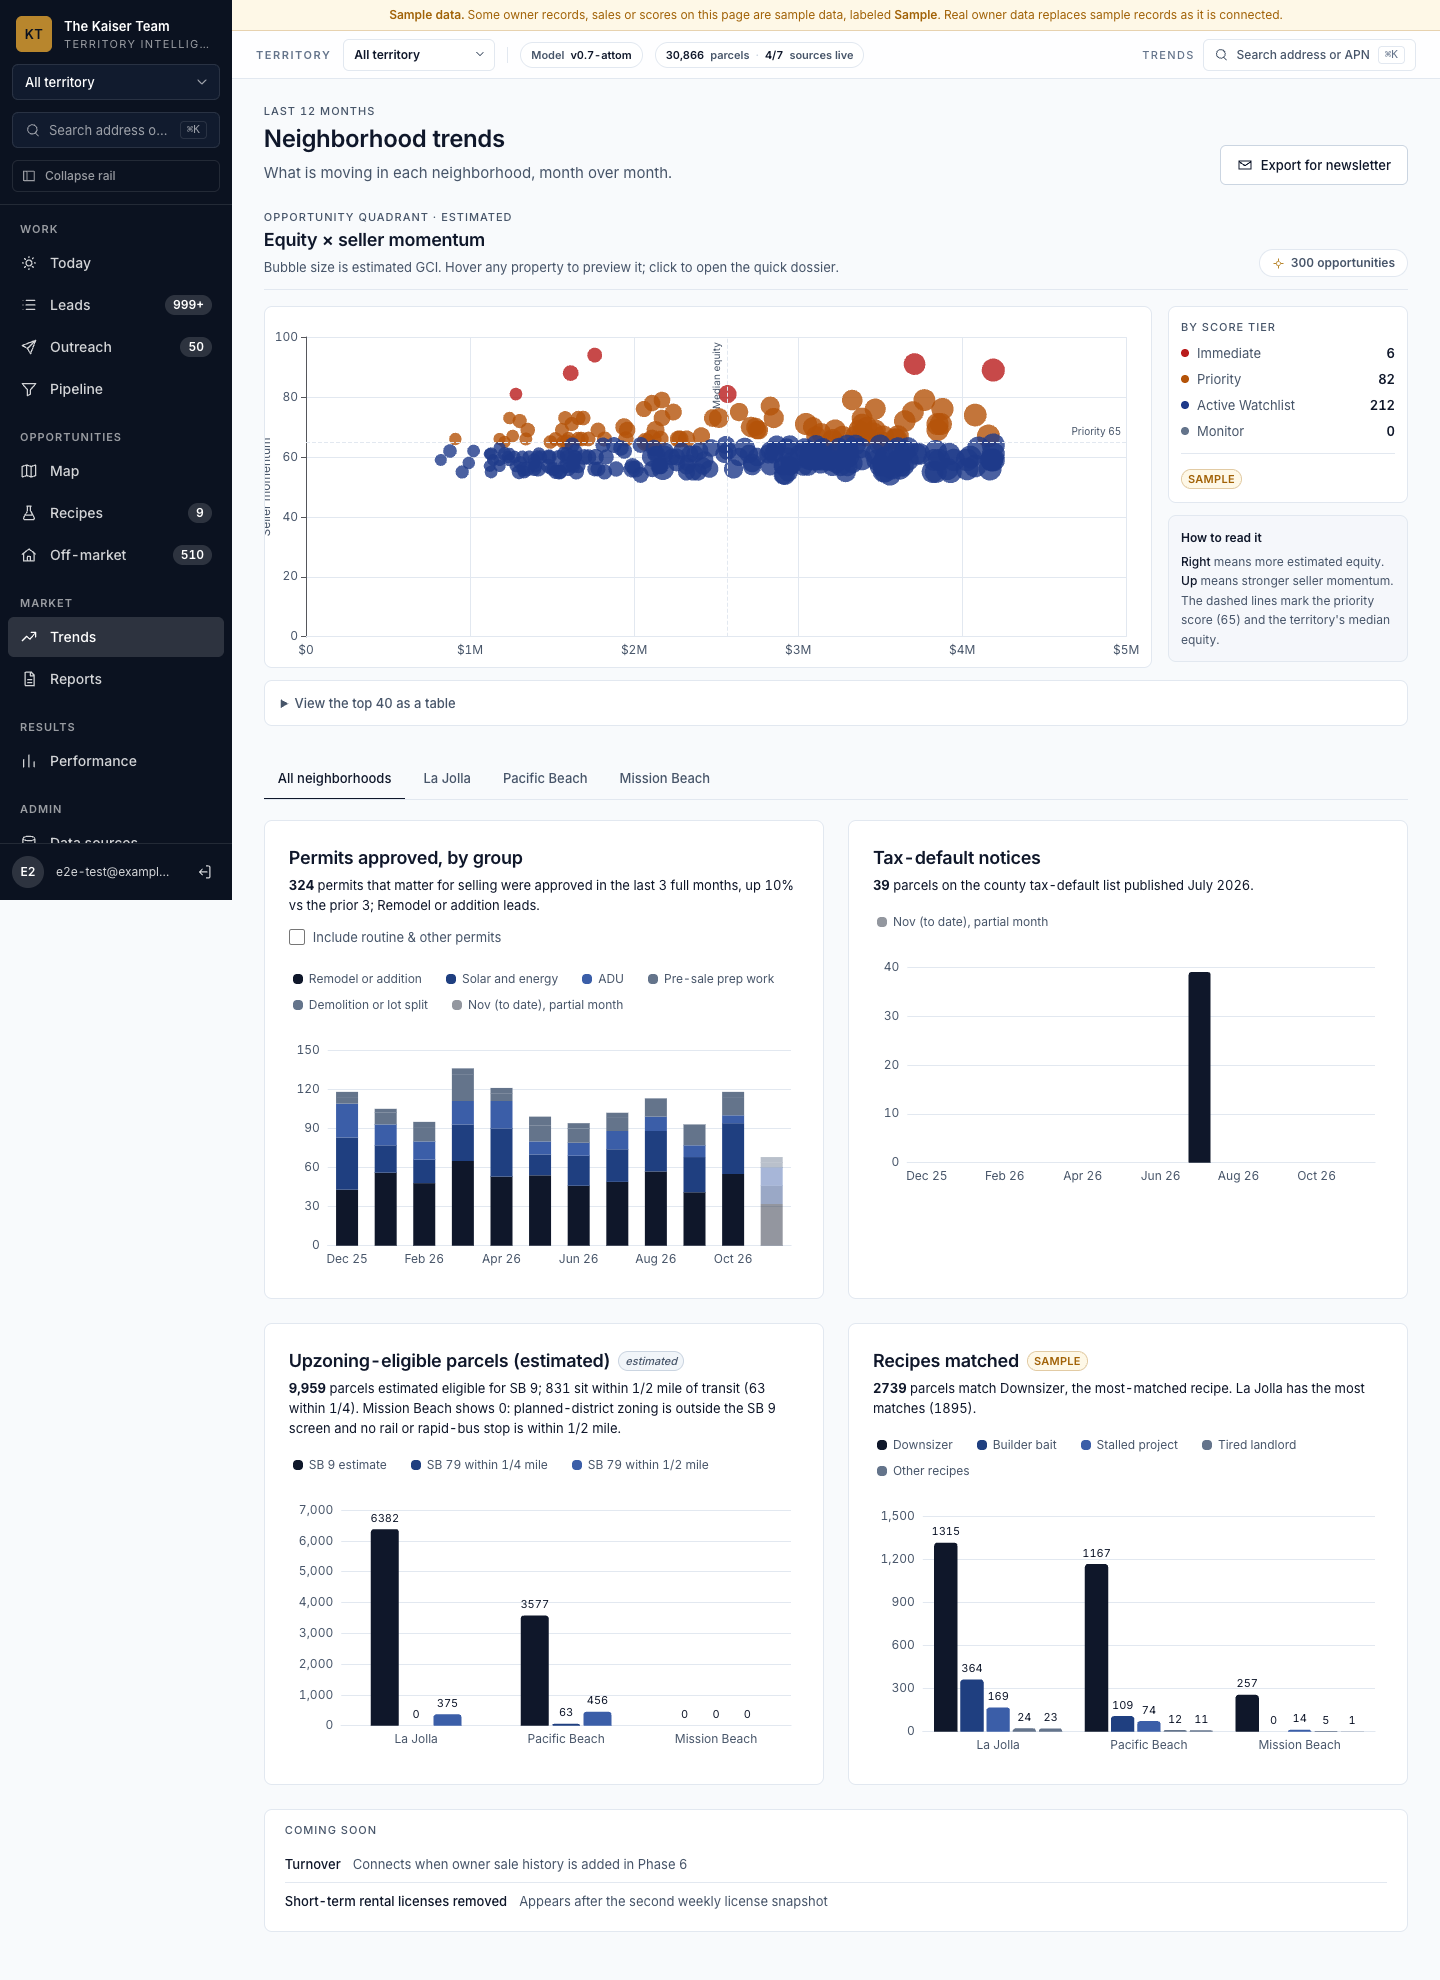 KT
The Kaiser Team
TERRITORY INTELLIG...
All territory
Search address o... ⌘K
Collapse rail
WORK
Today
Leads 999+
Outreach 50
Pipeline
OPPORTUNITIES
Map
Recipes 9
Off-market 510
MARKET
Trends
Reports
RESULTS
Performance
ADMIN
Data sources
E2 e2e-test@exampl...
Sample data. Some owner records, sales or scores on this page are sample data, labeled Sample. Real owner data replaces sample records as it is connected.
TERRITORY All territory Model v0.7-attom 30,866 parcels · 4/7 sources live TRENDS Search address or APN ⌘K
LAST 12 MONTHS
Neighborhood trends
What is moving in each neighborhood, month over month.
Export for newsletter
OPPORTUNITY QUADRANT · ESTIMATED
Equity × seller momentum
Bubble size is estimated GCI. Hover any property to preview it; click to open the quick dossier.
300 opportunities
100
80
60
40
20
0
Seller momentum
Median equity
Priority 65
$0 $1M $2M $3M $4M $5M
BY SCORE TIER
Immediate 6
Priority 82
Active Watchlist 212
Monitor 0
SAMPLE
How to read it
Right means more estimated equity.
Up means stronger seller momentum.
The dashed lines mark the priority
score (65) and the territory's median
equity.
▶ View the top 40 as a table
All neighborhoods La Jolla Pacific Beach Mission Beach
Permits approved, by group
324 permits that matter for selling were approved in the last 3 full months, up 10%
vs the prior 3; Remodel or addition leads.
Include routine & other permits
Remodel or addition Solar and energy ADU Pre-sale prep work
Demolition or lot split Nov (to date), partial month
150
120
90
60
30
0
Dec 25 Feb 26 Apr 26 Jun 26 Aug 26 Oct 26
Tax-default notices
39 parcels on the county tax-default list published July 2026.
Nov (to date), partial month
40
30
20
10
0
Dec 25 Feb 26 Apr 26 Jun 26 Aug 26 Oct 26
Upzoning-eligible parcels (estimated) estimated
9,959 parcels estimated eligible for SB 9; 831 sit within 1/2 mile of transit (63
within 1/4). Mission Beach shows 0: planned-district zoning is outside the SB 9
screen and no rail or rapid-bus stop is within 1/2 mile.
SB 9 estimate SB 79 within 1/4 mile SB 79 within 1/2 mile
7,000
6,000
5,000
4,000
3,000
2,000
1,000
0
6382 0 375
3577 63 456
0 0 0
La Jolla Pacific Beach Mission Beach
Recipes matched SAMPLE
2739 parcels match Downsizer, the most-matched recipe. La Jolla has the most
matches (1895).
Downsizer Builder bait Stalled project Tired landlord
Other recipes
1,500
1,200
900
600
300
0
1315 364 169 24 23
1167 109 74 12 11
257 0 14 5 1
La Jolla Pacific Beach Mission Beach
COMING SOON
Turnover Connects when owner sale history is added in Phase 6
Short-term rental licenses removed Appears after the second weekly license snapshot